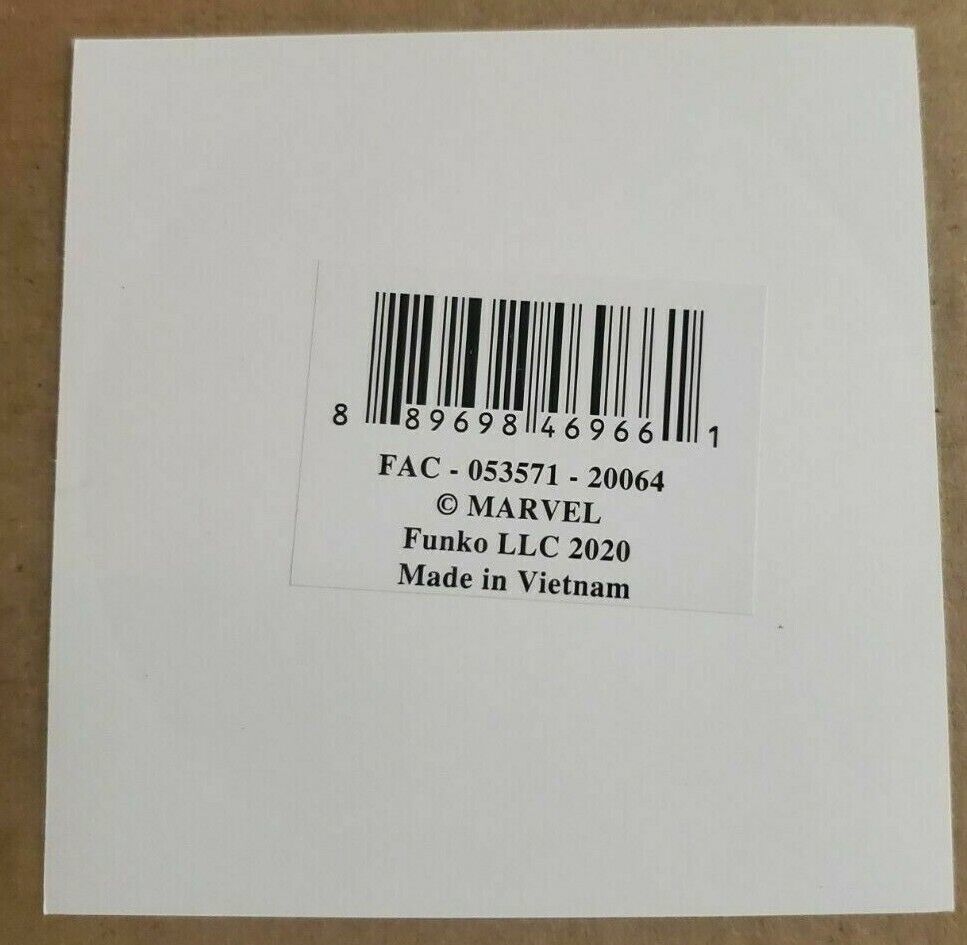 8 89698 46966 1
FAC - 053571 - 20064
© MARVEL
Funko LLC 2020
Made in Vietnam